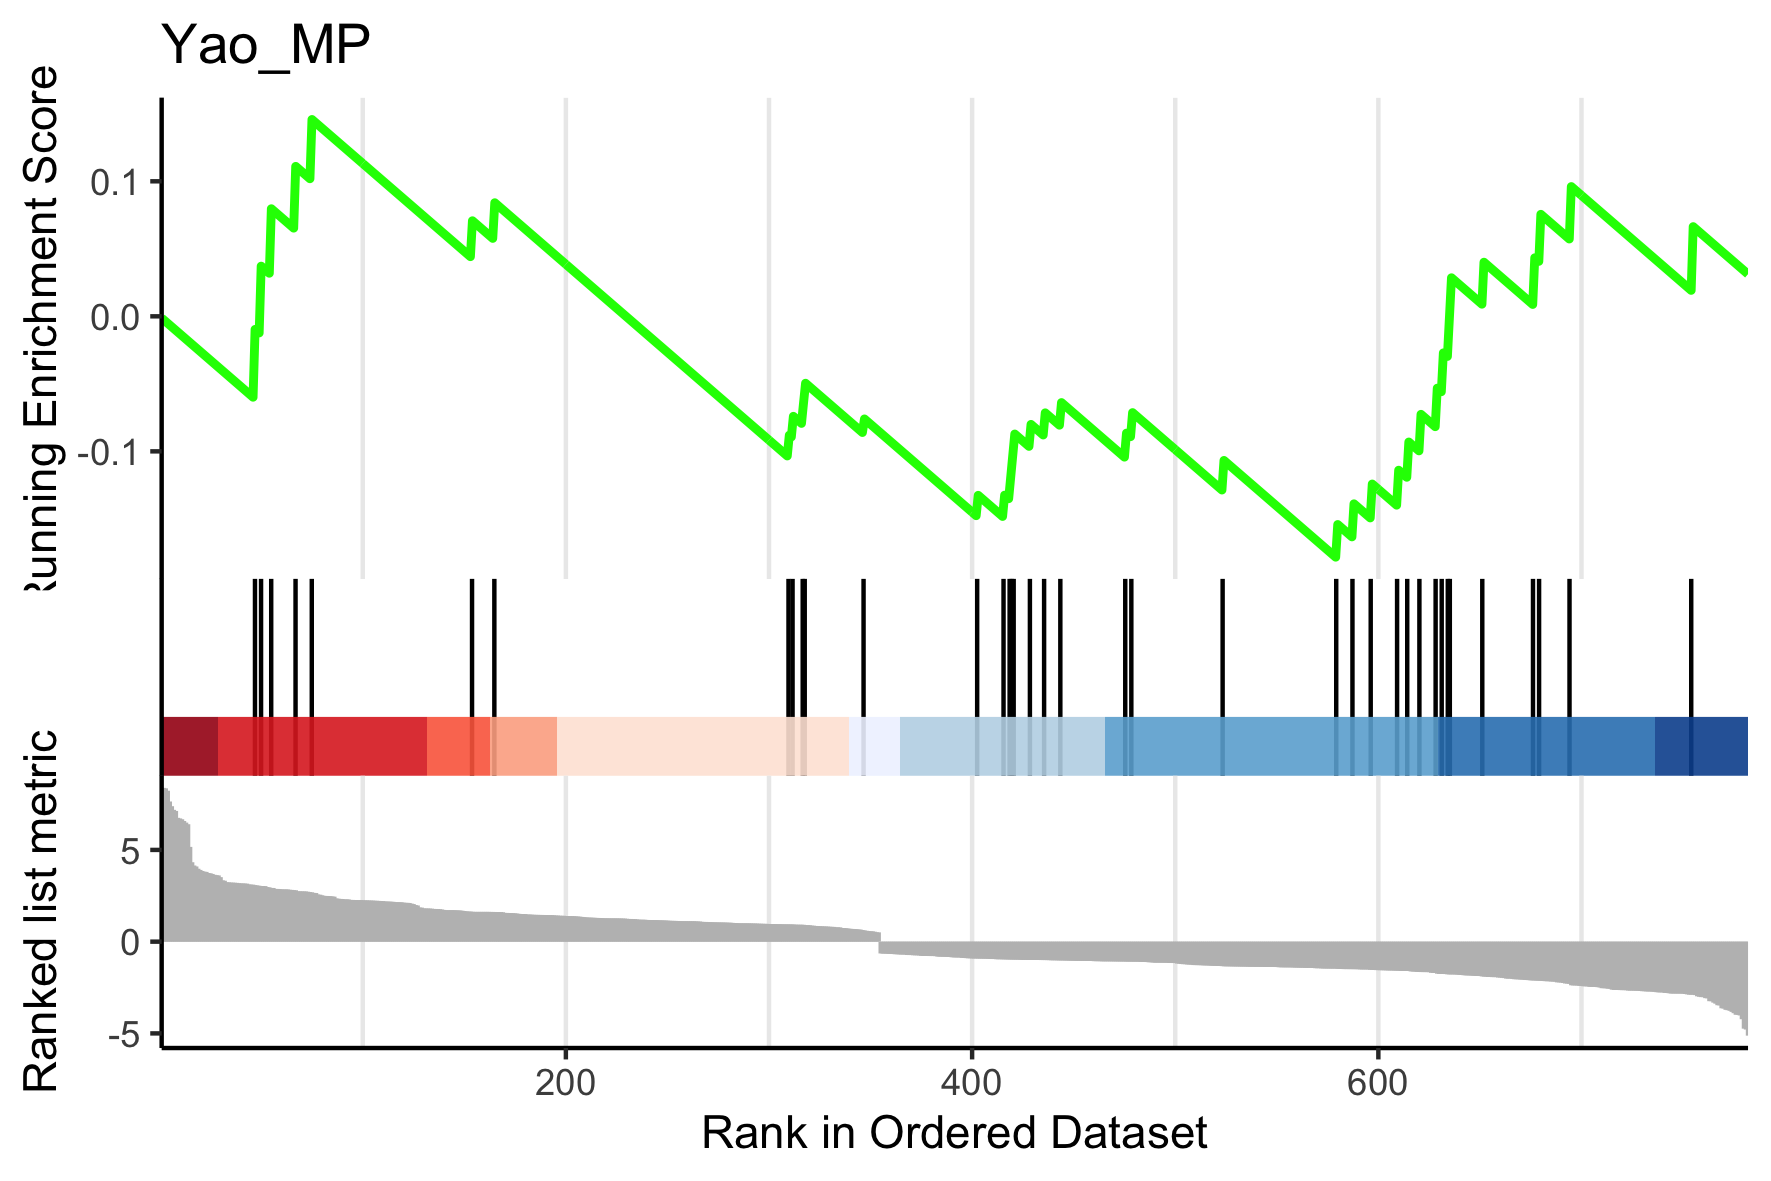 Yao_MP
Running Enrichment Score
0.1
0.0
-0.1
Ranked list metric
5
0
-5
200
400
600
Rank in Ordered Dataset